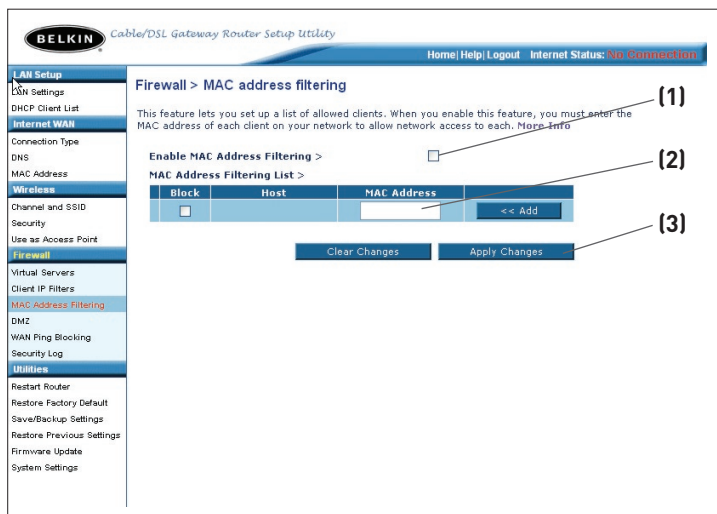 BELKIN Cable/DSL Gateway Router Setup Utility
Home| Help| Logout Internet Status: No Connection
LAN Setup
LAN Settings
DHCP Client List
Internet WAN
Connection Type
DNS
MAC Address
Wireless
Channel and SSID
Security
Use as Access Point
Firewall
Virtual Servers
Client IP Filters
MAC Address Filtering
DMZ
WAN Ping Blocking
Security Log
Utilities
Restart Router
Restore Factory Default
Save/Backup Settings
Restore Previous Settings
Firmware Update
System Settings
Firewall > MAC address filtering
This feature lets you set up a list of allowed clients. When you enable this feature, you must enter the
MAC address of each client on your network to allow network access to each. More Info
Enable MAC Address Filtering >
MAC Address Filtering List >
Block Host MAC Address
<< Add
Clear Changes Apply Changes
(1)
(2)
(3)